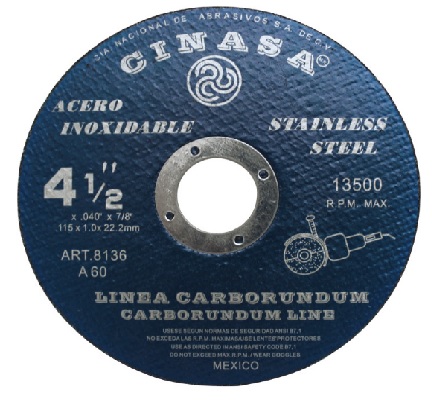 CIA. NACIONAL DE ABRASIVOS S.A. DE C.V.
CINASA
ACERO
INOXIDABLE
STAINLESS
STEEL
4 1/2"
x .040" x 7/8"
115 x 1.0 x 22.2mm
13500
R.P.M. MAX.
ART.8136
A 60
LINEA CARBORUNDUM
CARBORUNDUM LINE
USESE SEGUN NORMAS DE SEGURIDAD ANSI B7.1
NO EXCEDA LAS R.P.M. MAXIMAS/USE LENTES PROTECTORES
USE AS DIRECTED IN ANSI SAFETY CODE B7.1
DO NOT EXCEED MAX R.P.M. / WEAR GOGGLES
MEXICO